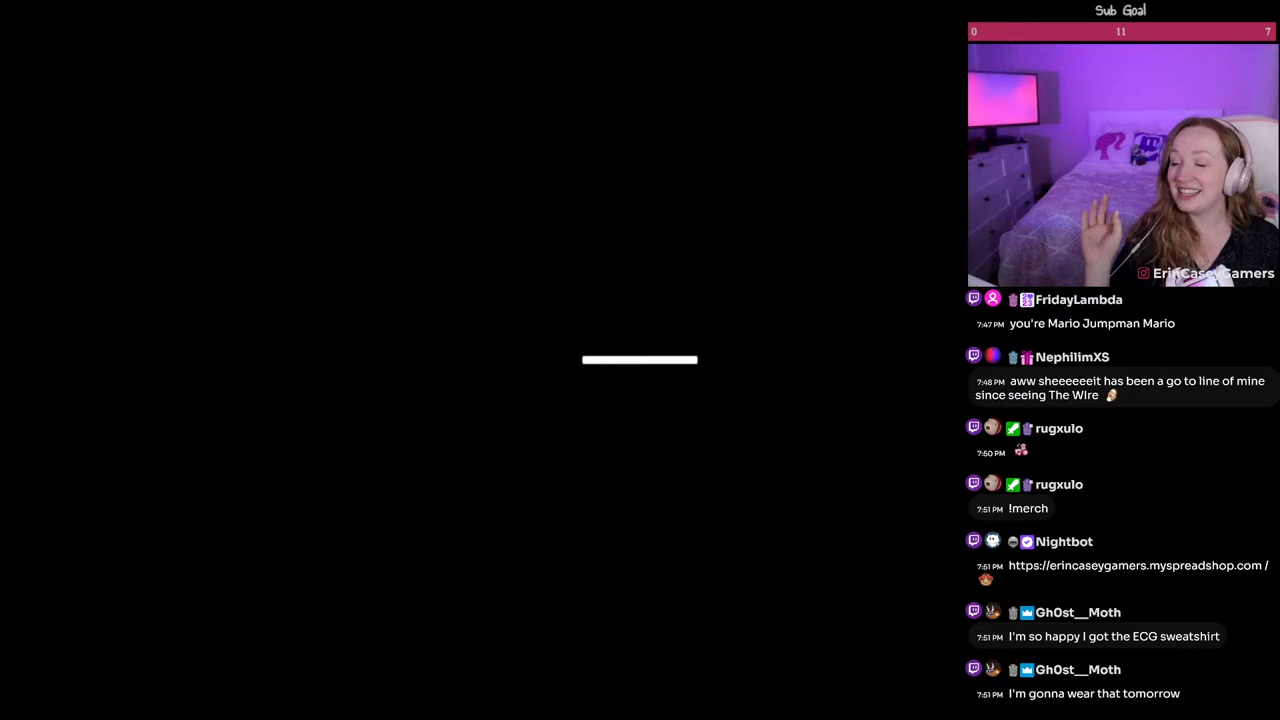 Sub Goal
0 11 7
ErinCaseyGamers
FridayLambda
7:47 PM you're Mario Jumpman Mario
NephilimXS
7:48 PM aww sheeeeeeit has been a go to line of mine
since seeing The WIre
rugxulo
7:50 PM
rugxulo
7:51 PM !merch
Nightbot
7:51 PM https://erincaseygamers.myspreadshop.com /
Gh0st__Moth
7:51 PM I'm so happy I got the ECG sweatshirt
Gh0st__Moth
7:51 PM I'm gonna wear that tomorrow